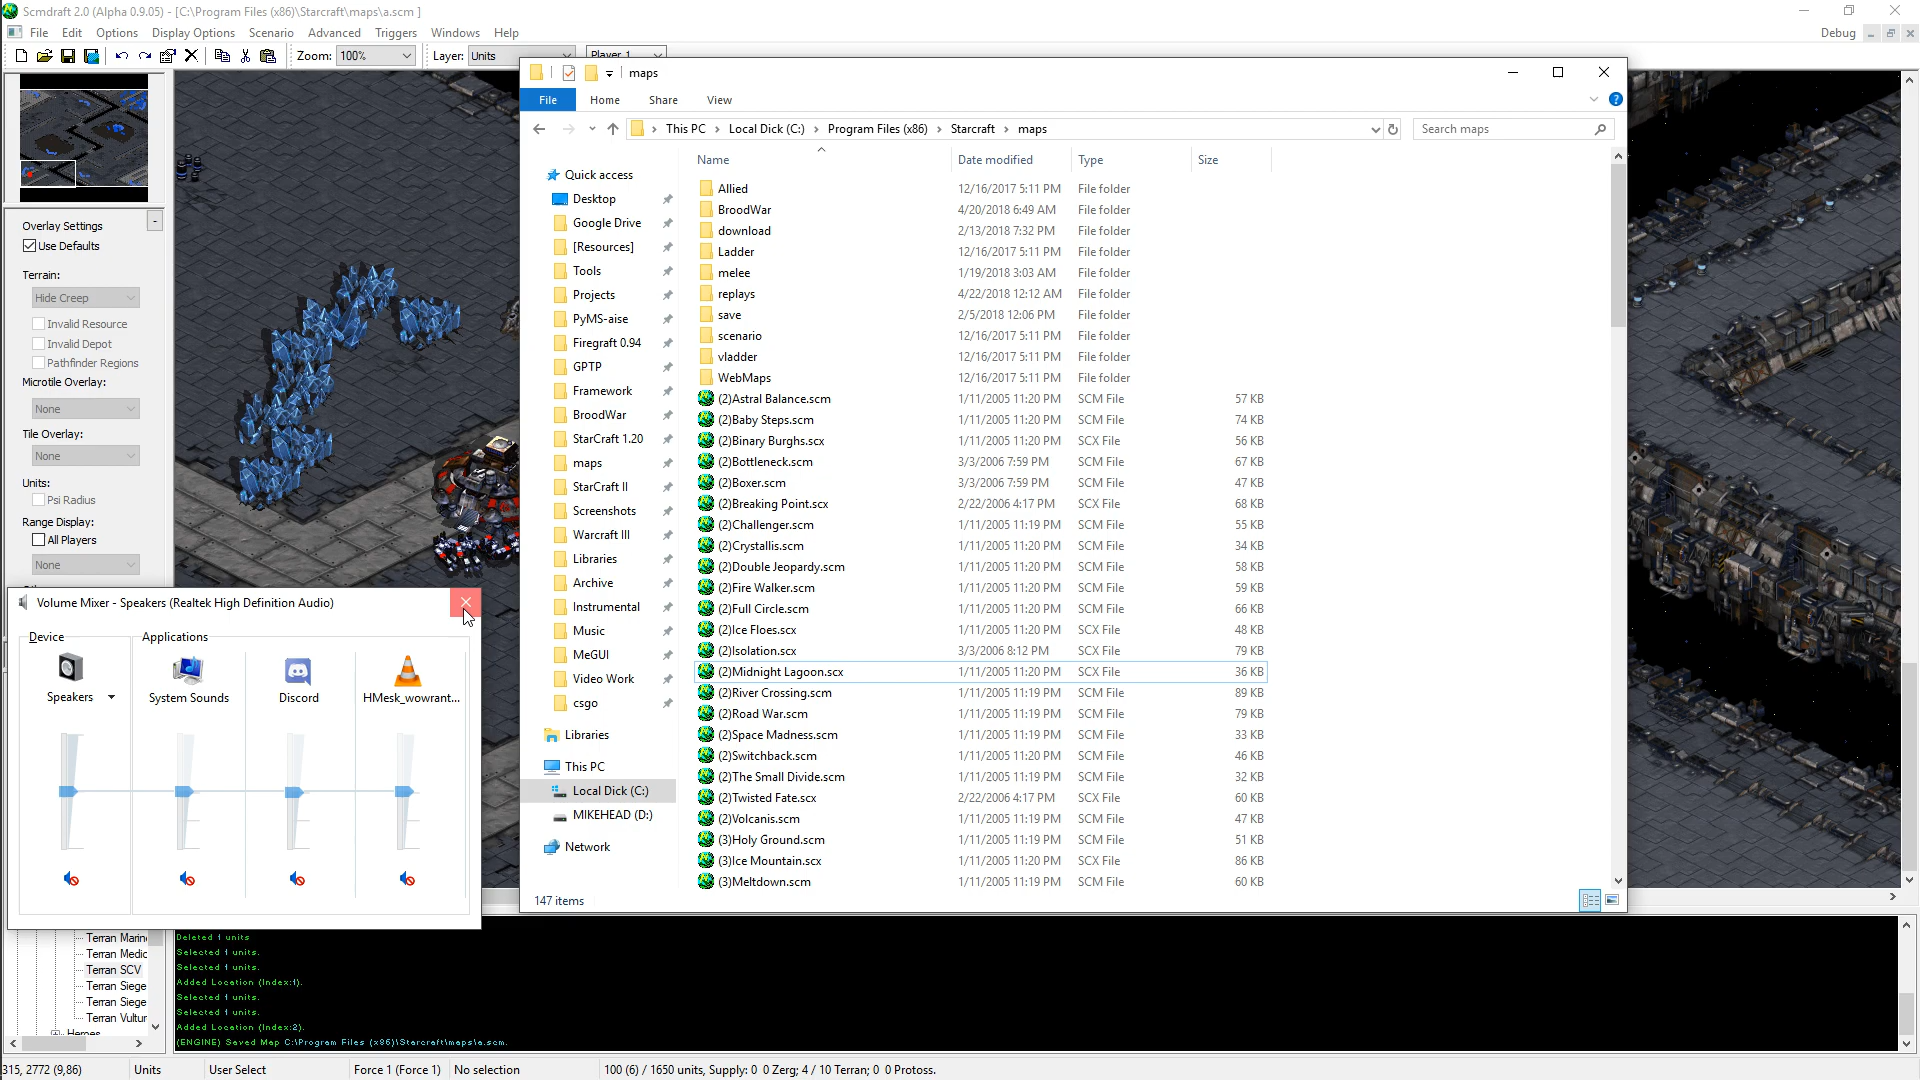 Scmdraft 2.0 (Alpha 0.9.05) - [C:\Program Files (x86)\Starcraft\maps\a.scm ]
File Edit Options Display Options Scenario Advanced Triggers Windows Help Debug
Zoom: 100% Layer: Units Player 1
Overlay Settings -
Use Defaults
Terrain:
Hide Creep
Invalid Resource
Invalid Depot
Pathfinder Regions
Microtile Overlay:
None
Tile Overlay:
None
Units:
Psi Radius
Range Display:
All Players
None
maps
File Home Share View
This PC Local Dick (C:) Program Files (x86) Starcraft maps
Search maps
Quick access
Desktop
Google Drive
[Resources]
Tools
Projects
PyMS-aise
Firegraft 0.94
GPTP
Framework
BroodWar
StarCraft 1.20
maps
StarCraft II
Screenshots
Warcraft III
Libraries
Archive
Instrumental
Music
MeGUI
Video Work
csgo
Libraries
This PC
Local Dick (C:)
MIKEHEAD (D:)
Network
Name Date modified Type Size
Allied 12/16/2017 5:11 PM File folder
BroodWar 4/20/2018 6:49 AM File folder
download 2/13/2018 7:32 PM File folder
Ladder 12/16/2017 5:11 PM File folder
melee 1/19/2018 3:03 AM File folder
replays 4/22/2018 12:12 AM File folder
save 2/5/2018 12:06 PM File folder
scenario 12/16/2017 5:11 PM File folder
vladder 12/16/2017 5:11 PM File folder
WebMaps 12/16/2017 5:11 PM File folder
(2)Astral Balance.scm 1/11/2005 11:20 PM SCM File 57 KB
(2)Baby Steps.scm 1/11/2005 11:20 PM SCM File 74 KB
(2)Binary Burghs.scx 1/11/2005 11:20 PM SCX File 56 KB
(2)Bottleneck.scm 3/3/2006 7:59 PM SCM File 67 KB
(2)Boxer.scm 3/3/2006 7:59 PM SCM File 47 KB
(2)Breaking Point.scx 2/22/2006 4:17 PM SCX File 68 KB
(2)Challenger.scm 1/11/2005 11:19 PM SCM File 55 KB
(2)Crystallis.scm 1/11/2005 11:20 PM SCM File 34 KB
(2)Double Jeopardy.scm 1/11/2005 11:20 PM SCM File 58 KB
(2)Fire Walker.scm 1/11/2005 11:20 PM SCM File 59 KB
(2)Full Circle.scm 1/11/2005 11:20 PM SCM File 66 KB
(2)Ice Floes.scx 1/11/2005 11:20 PM SCX File 48 KB
(2)Isolation.scx 3/3/2006 8:12 PM SCX File 79 KB
(2)Midnight Lagoon.scx 1/11/2005 11:20 PM SCX File 36 KB
(2)River Crossing.scm 1/11/2005 11:19 PM SCM File 89 KB
(2)Road War.scm 1/11/2005 11:19 PM SCM File 79 KB
(2)Space Madness.scm 1/11/2005 11:19 PM SCM File 33 KB
(2)Switchback.scm 1/11/2005 11:20 PM SCM File 46 KB
(2)The Small Divide.scm 1/11/2005 11:19 PM SCM File 32 KB
(2)Twisted Fate.scx 2/22/2006 4:17 PM SCX File 60 KB
(2)Volcanis.scm 1/11/2005 11:19 PM SCM File 47 KB
(3)Holy Ground.scm 1/11/2005 11:19 PM SCM File 51 KB
(3)Ice Mountain.scx 1/11/2005 11:20 PM SCX File 86 KB
(3)Meltdown.scm 1/11/2005 11:19 PM SCM File 60 KB
147 items
Volume Mixer - Speakers (Realtek High Definition Audio)
Device Applications
Speakers System Sounds Discord HMesk_wowrant...
Terran Marin
Terran Medic
Terran SCV
Terran Siege
Terran Siege
Terran Vultur
Heroes
Deleted 1 units
Selected 1 units.
Selected 1 units.
Added Location (Index:1).
Selected 1 units.
Selected 1 units.
Added Location (Index:2).
(ENGINE) Saved Map C:\Program Files (x86)\Starcraft\maps\a.scm.
315, 2772 (9,86) Units User Select Force 1 (Force 1) No selection 100 (6) / 1650 units, Supply: 0 0 Zerg; 4 / 10 Terran; 0 0 Protoss.